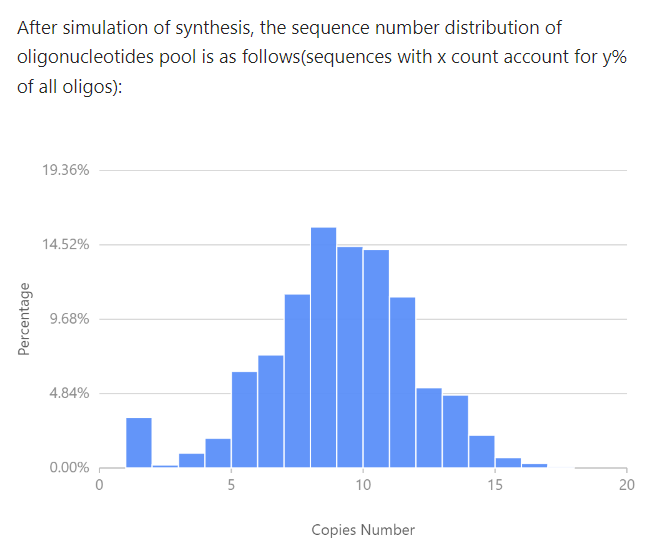 After simulation of synthesis, the sequence number distribution of
oligonucleotides pool is as follows(sequences with x count account for y%
of all oligos):
19.36%
14.52%
9.68%
4.84%
0.00%
Percentage
0 5 10 15 20
Copies Number